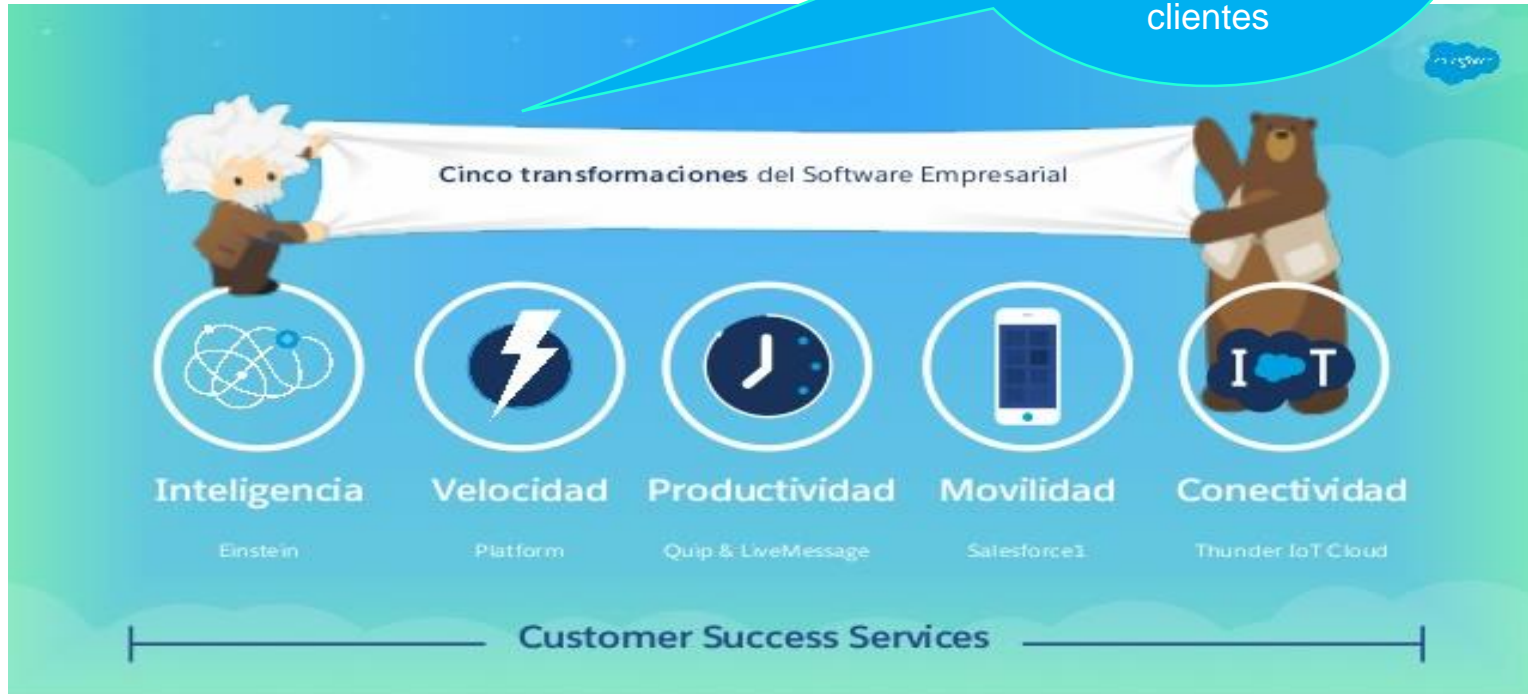 clientes
salesforce
Cinco transformaciones del Software Empresarial
I T
Inteligencia
Velocidad
Productividad
Movilidad
Conectividad
Einstein
Platform
Quip & LiveMessage
Salesforce1
Thunder IoT Cloud
Customer Success Services